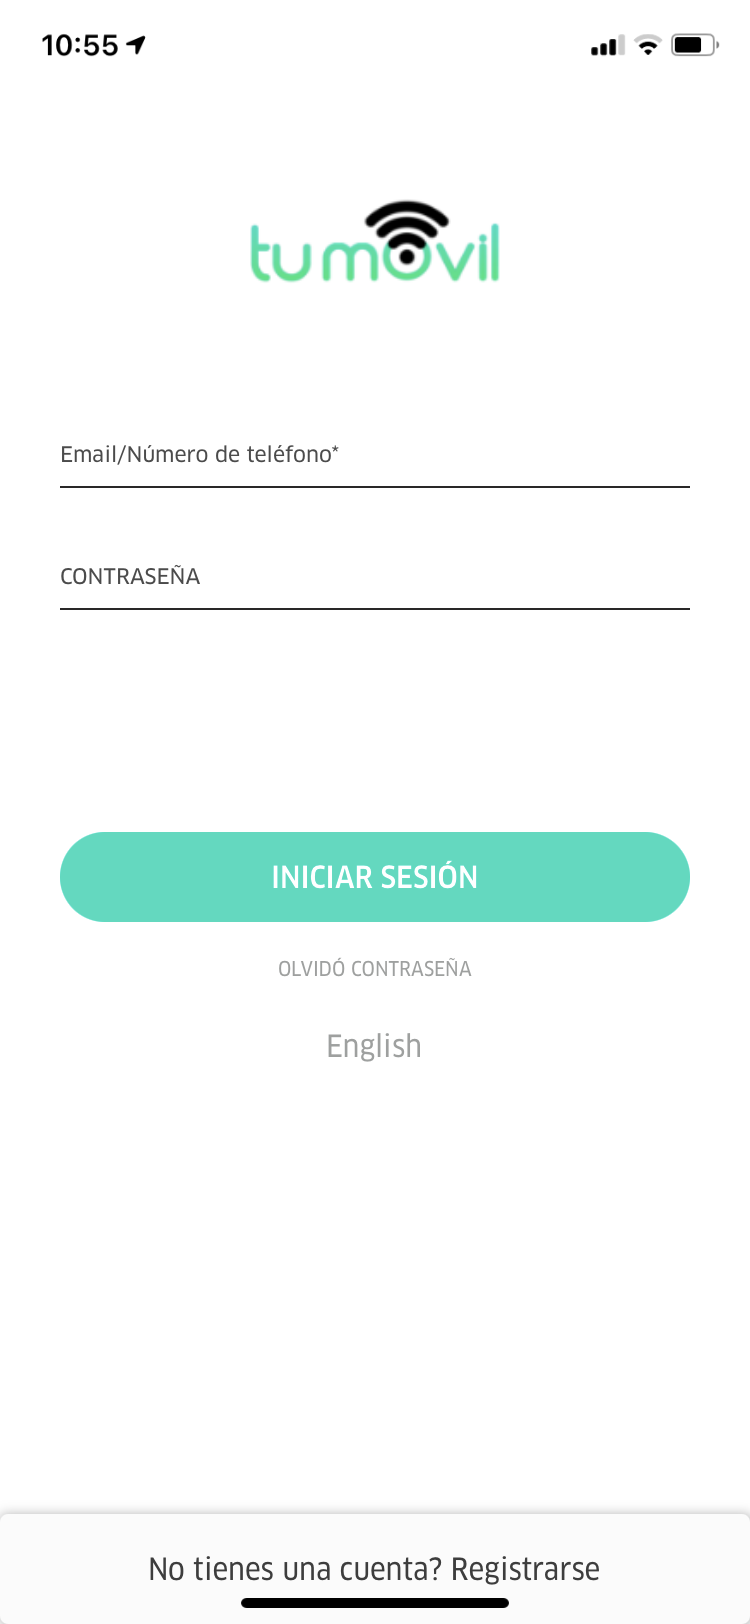 10:55
tumovil
Email/Número de teléfono*
CONTRASEÑA
INICIAR SESIÓN
OLVIDÓ CONTRASEÑA
English
No tienes una cuenta? Registrarse